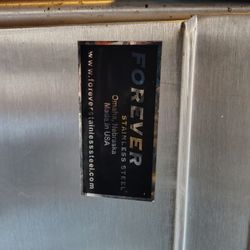 FOREVER
STAINLESS STEEL
Omaha, Nebraska
Made in USA
www.foreverstainlesssteel.com